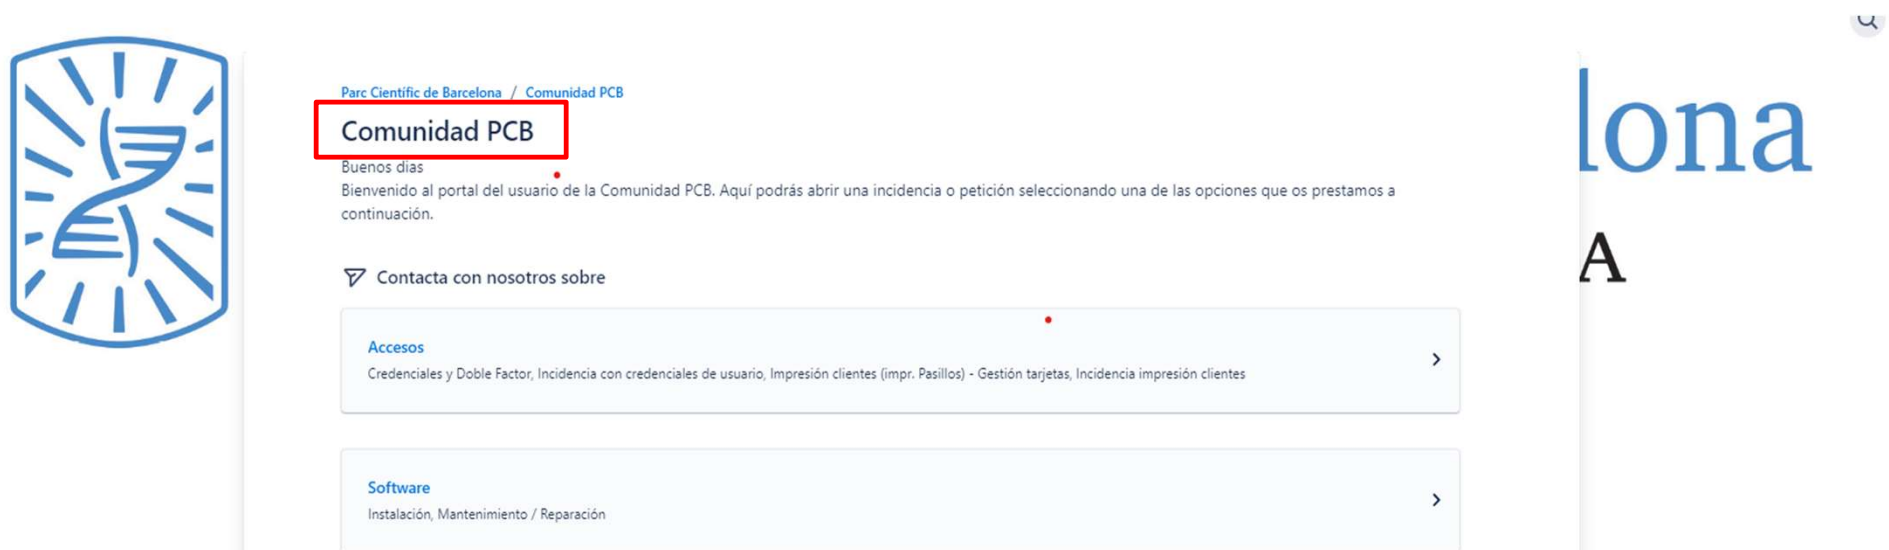 Parc Científic de Barcelona / Comunidad PCB
Comunidad PCB
Buenos dias
Bienvenido al portal del usuario de la Comunidad PCB. Aquí podrás abrir una incidencia o petición seleccionando una de las opciones que os prestamos a
continuación.
Contacta con nosotros sobre
Accesos
Credenciales y Doble Factor, Incidencia con credenciales de usuario, Impresión clientes (impr. Pasillos) - Gestión tarjetas, Incidencia impresión clientes
Software
Instalación, Mantenimiento / Reparación
lona
A